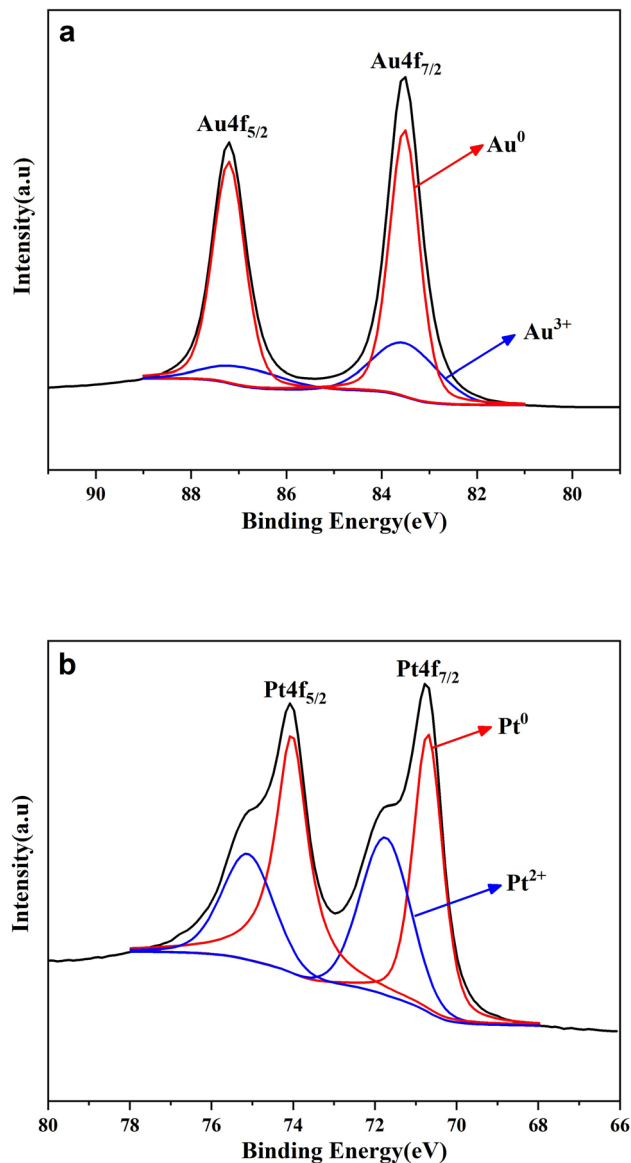 a
Au4f₇/₂
Au4f₅/₂
Au⁰
Au³⁺
Intensity(a.u)
90 88 86 84 82 80
Binding Energy(eV)
b
Pt4f₇/₂
Pt4f₅/₂
Pt⁰
Pt²⁺
Intensity(a.u)
80 78 76 74 72 70 68 66
Binding Energy(eV)